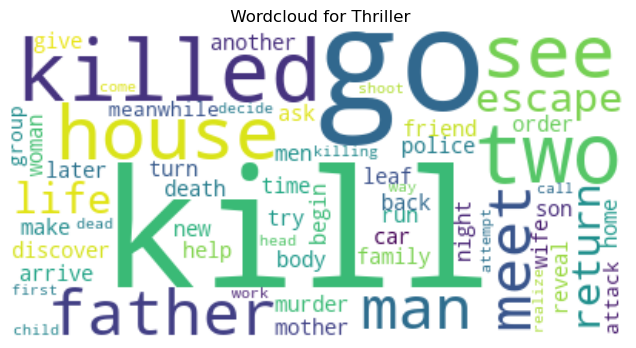 Wordcloud for Thriller
give
come
another
killed
go
shoot
see
escape
group
woman
meanwhile
decide
ask
house
friend
order
police
two
men
killing
later
turn
death
time
leaf
way
back
run
call
son
life
make
dead
new
try
begin
kill
help
head
car
family
night
attempt
meet
wife
return
home
discover
arrive
body
realize
reveal
attack
first
child
father
work
murder
mother
man